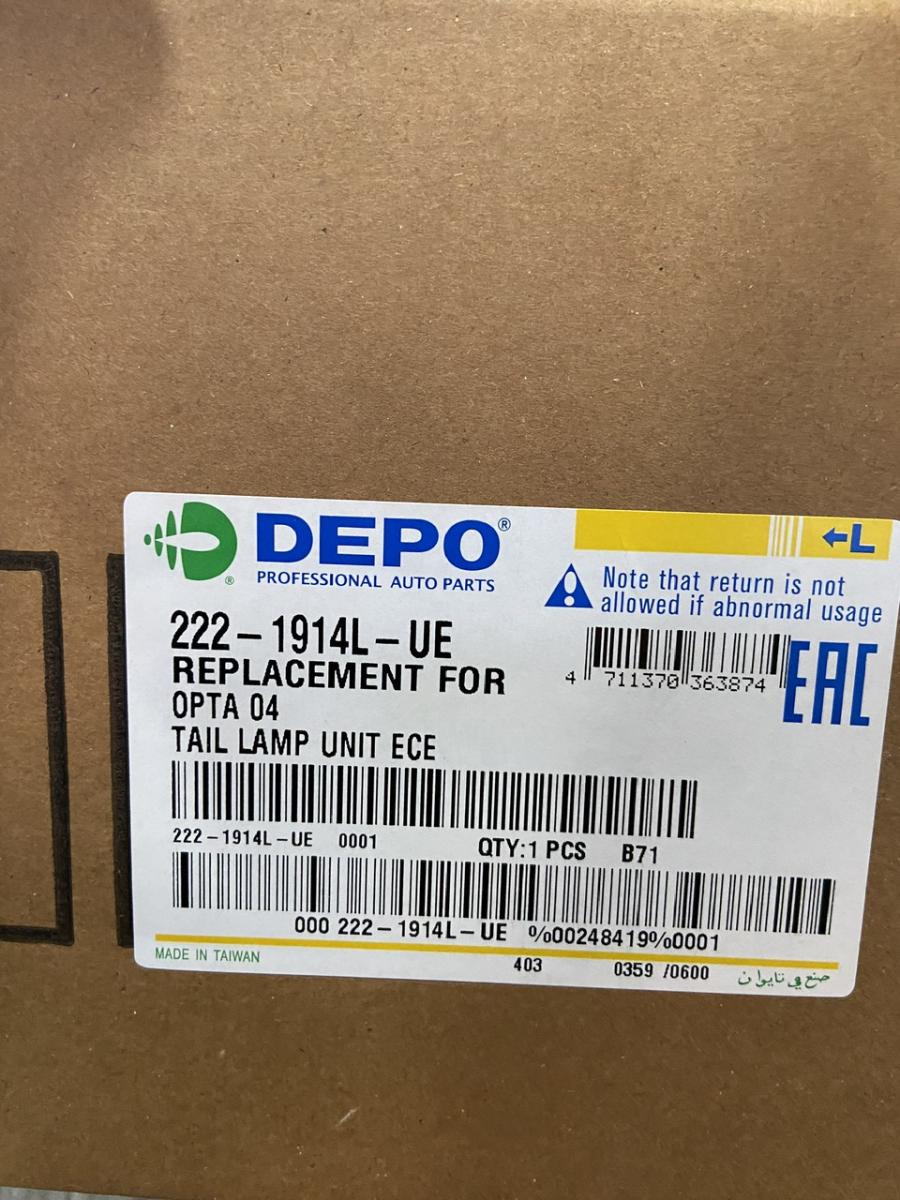 DEPO®
PROFESSIONAL AUTO PARTS
®
←L
Note that return is not
allowed if abnormal usage
222-1914L-UE
REPLACEMENT FOR
OPTA 04
TAIL LAMP UNIT ECE
4 711370 363874
EAC
222-1914L-UE 0001 QTY:1 PCS B71
000 222-1914L-UE %00248419%0001
MADE IN TAIWAN 403 0359 /0600 صنع في تايوان